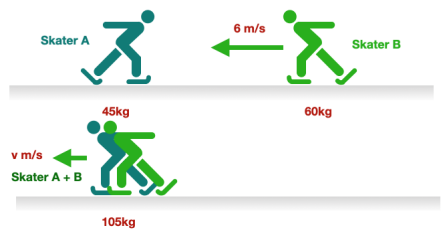 Skater A
6 m/s
Skater B
45kg
60kg
v m/s
Skater A + B
105kg